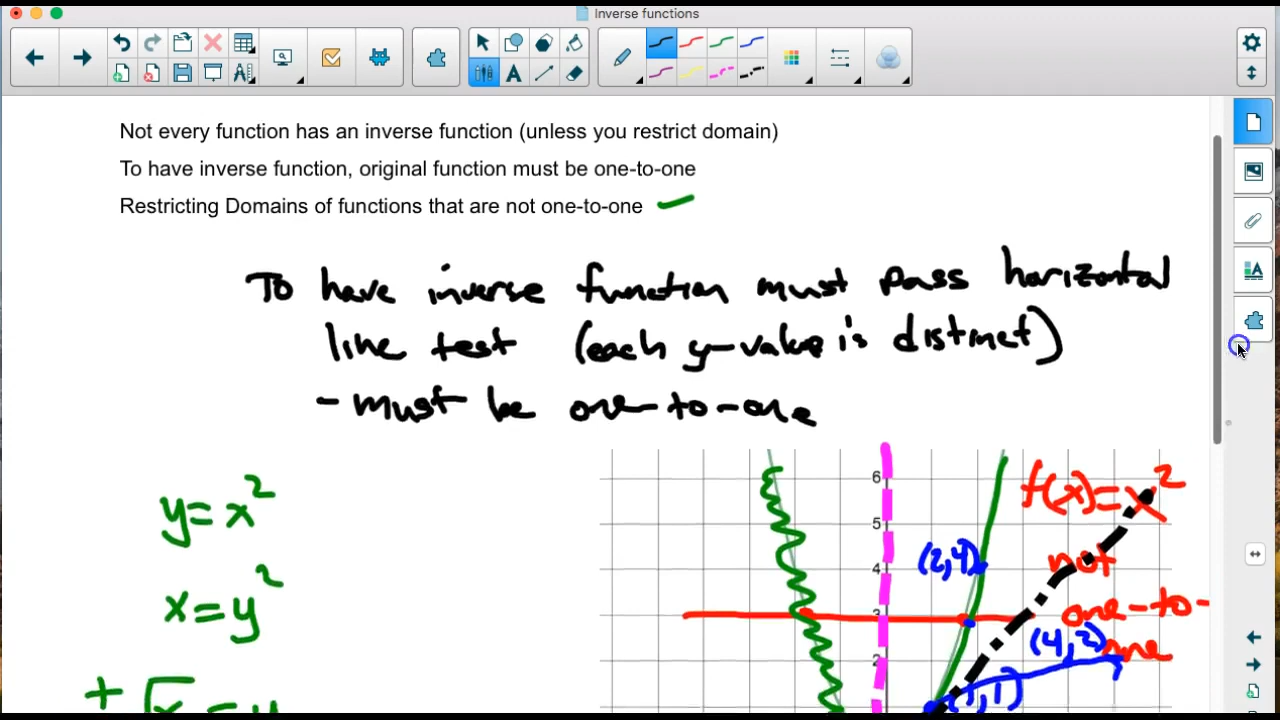 Inverse functions
Not every function has an inverse function (unless you restrict domain)
To have inverse function, original function must be one-to-one
Restricting Domains of functions that are not one-to-one
To have inverse function must pass horizontal
line test (each y-value is distinct)
- must be one-to-one
y=x²
x=y²
+ √x = y
6
f(x)=x²
5
(2,4)
4
not
3
one-to-
one
(4,2)
2
(1,1)